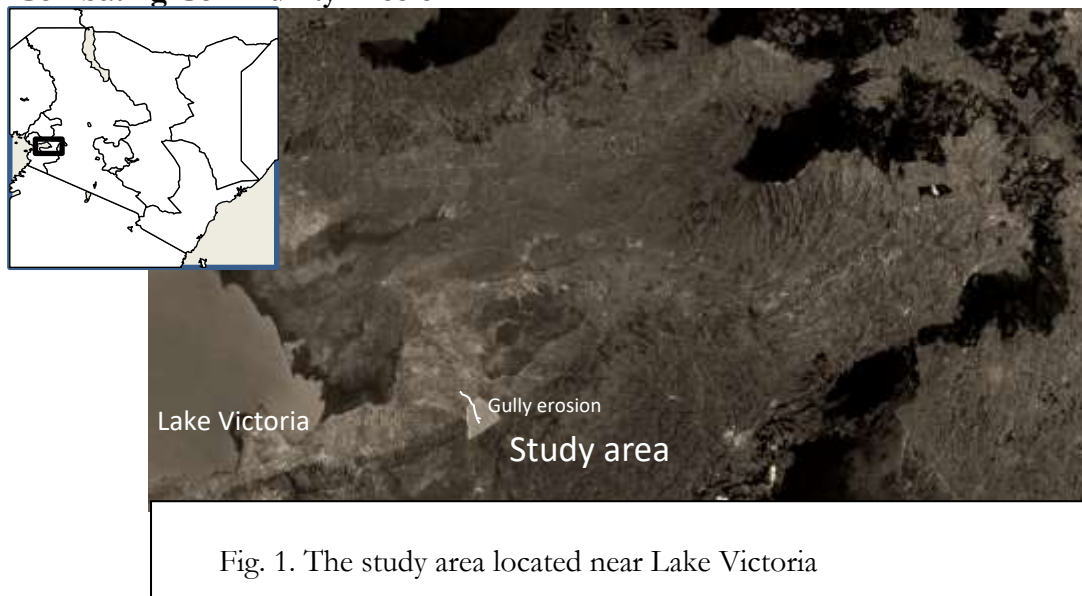 Lake Victoria
Gully erosion
Study area
Fig. 1. The study area located near Lake Victoria